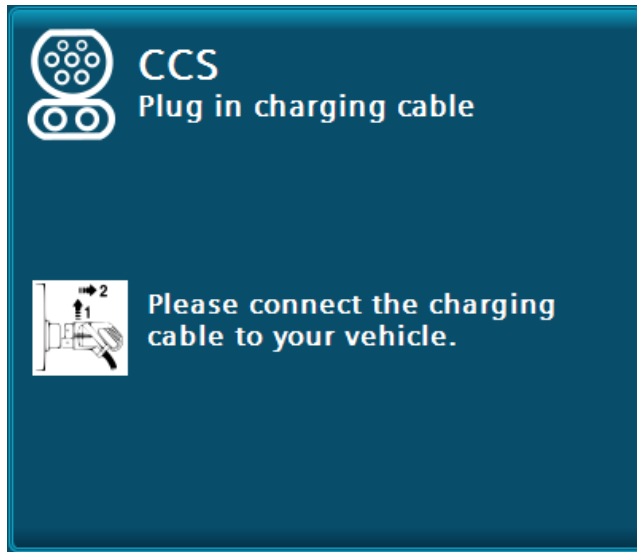 CCS
Plug in charging cable
2
1
Please connect the charging
cable to your vehicle.